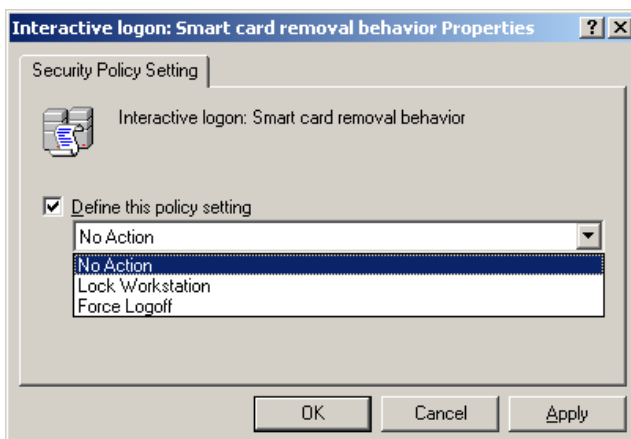 Interactive logon: Smart card removal behavior Properties
Security Policy Setting
Interactive logon: Smart card removal behavior
Define this policy setting
No Action
No Action
Lock Workstation
Force Logoff
OK Cancel Apply